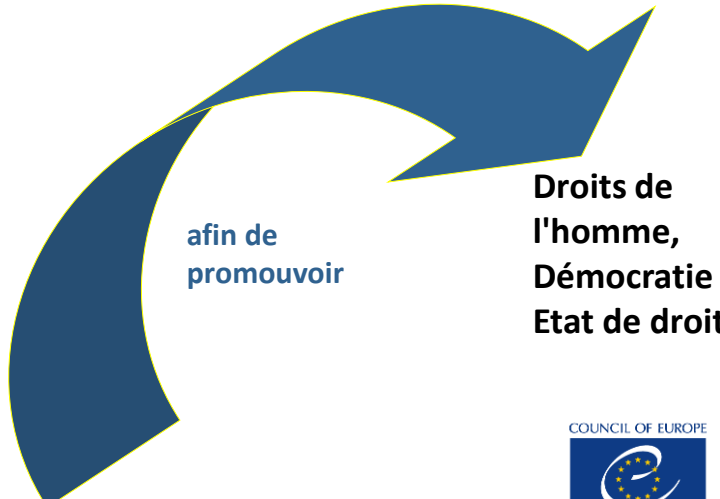 afin de
promouvoir
Droits de
l'homme,
Démocratie
Etat de droit
COUNCIL OF EUROPE